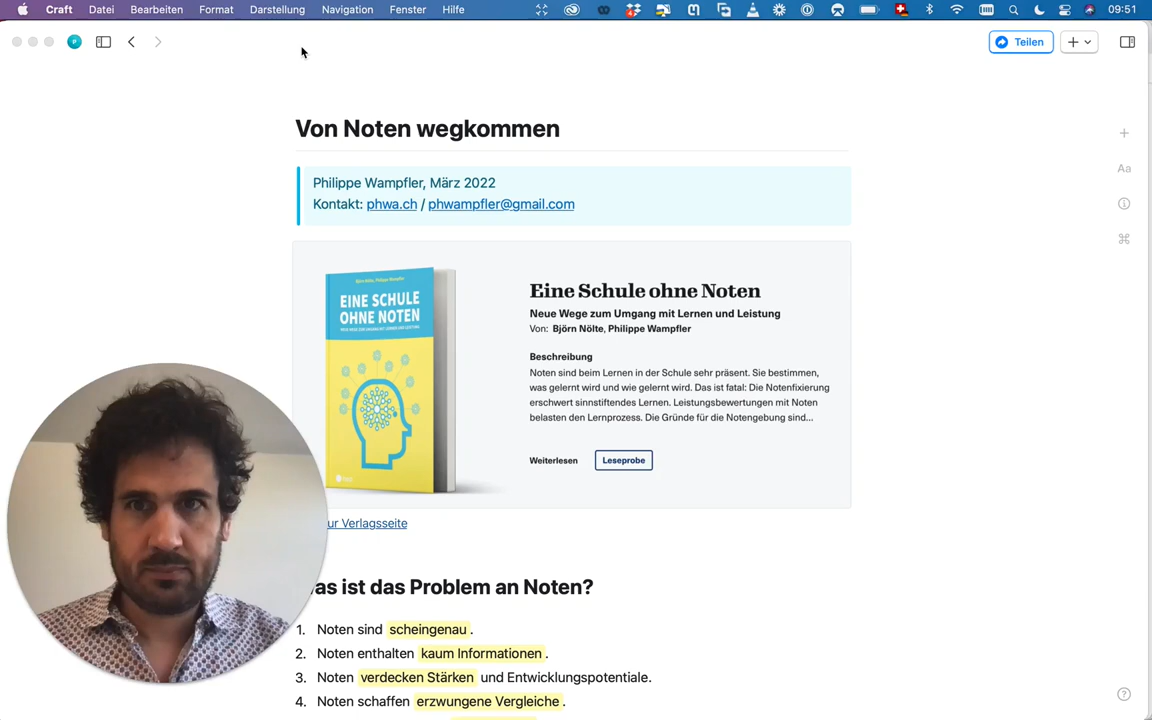 Craft Datei Bearbeiten Format Darstellung Navigation Fenster Hilfe 09:51
Teilen
Von Noten wegkommen
Philippe Wampfler, März 2022
Kontakt: phwa.ch / phwampfler@gmail.com
Björn Nölte, Philippe Wampfler
EINE SCHULE
OHNE NOTEN
Eine Schule ohne Noten
Neue Wege zum Umgang mit Lernen und Leistung
Von: Björn Nölte, Philippe Wampfler
Beschreibung
Noten sind beim Lernen in der Schule sehr präsent. Sie bestimmen,
was gelernt wird und wie gelernt wird. Das ist fatal: Die Notenfixierung
erschwert sinnstiftendes Lernen. Leistungsbewertungen mit Noten
belasten den Lernprozess. Die Gründe für die Notengebung sind...
Weiterlesen Leseprobe
ur Verlagsseite
as ist das Problem an Noten?
1. Noten sind scheingenau.
2. Noten enthalten kaum Informationen.
3. Noten verdecken Stärken und Entwicklungspotentiale.
4. Noten schaffen erzwungene Vergleiche.
Aa